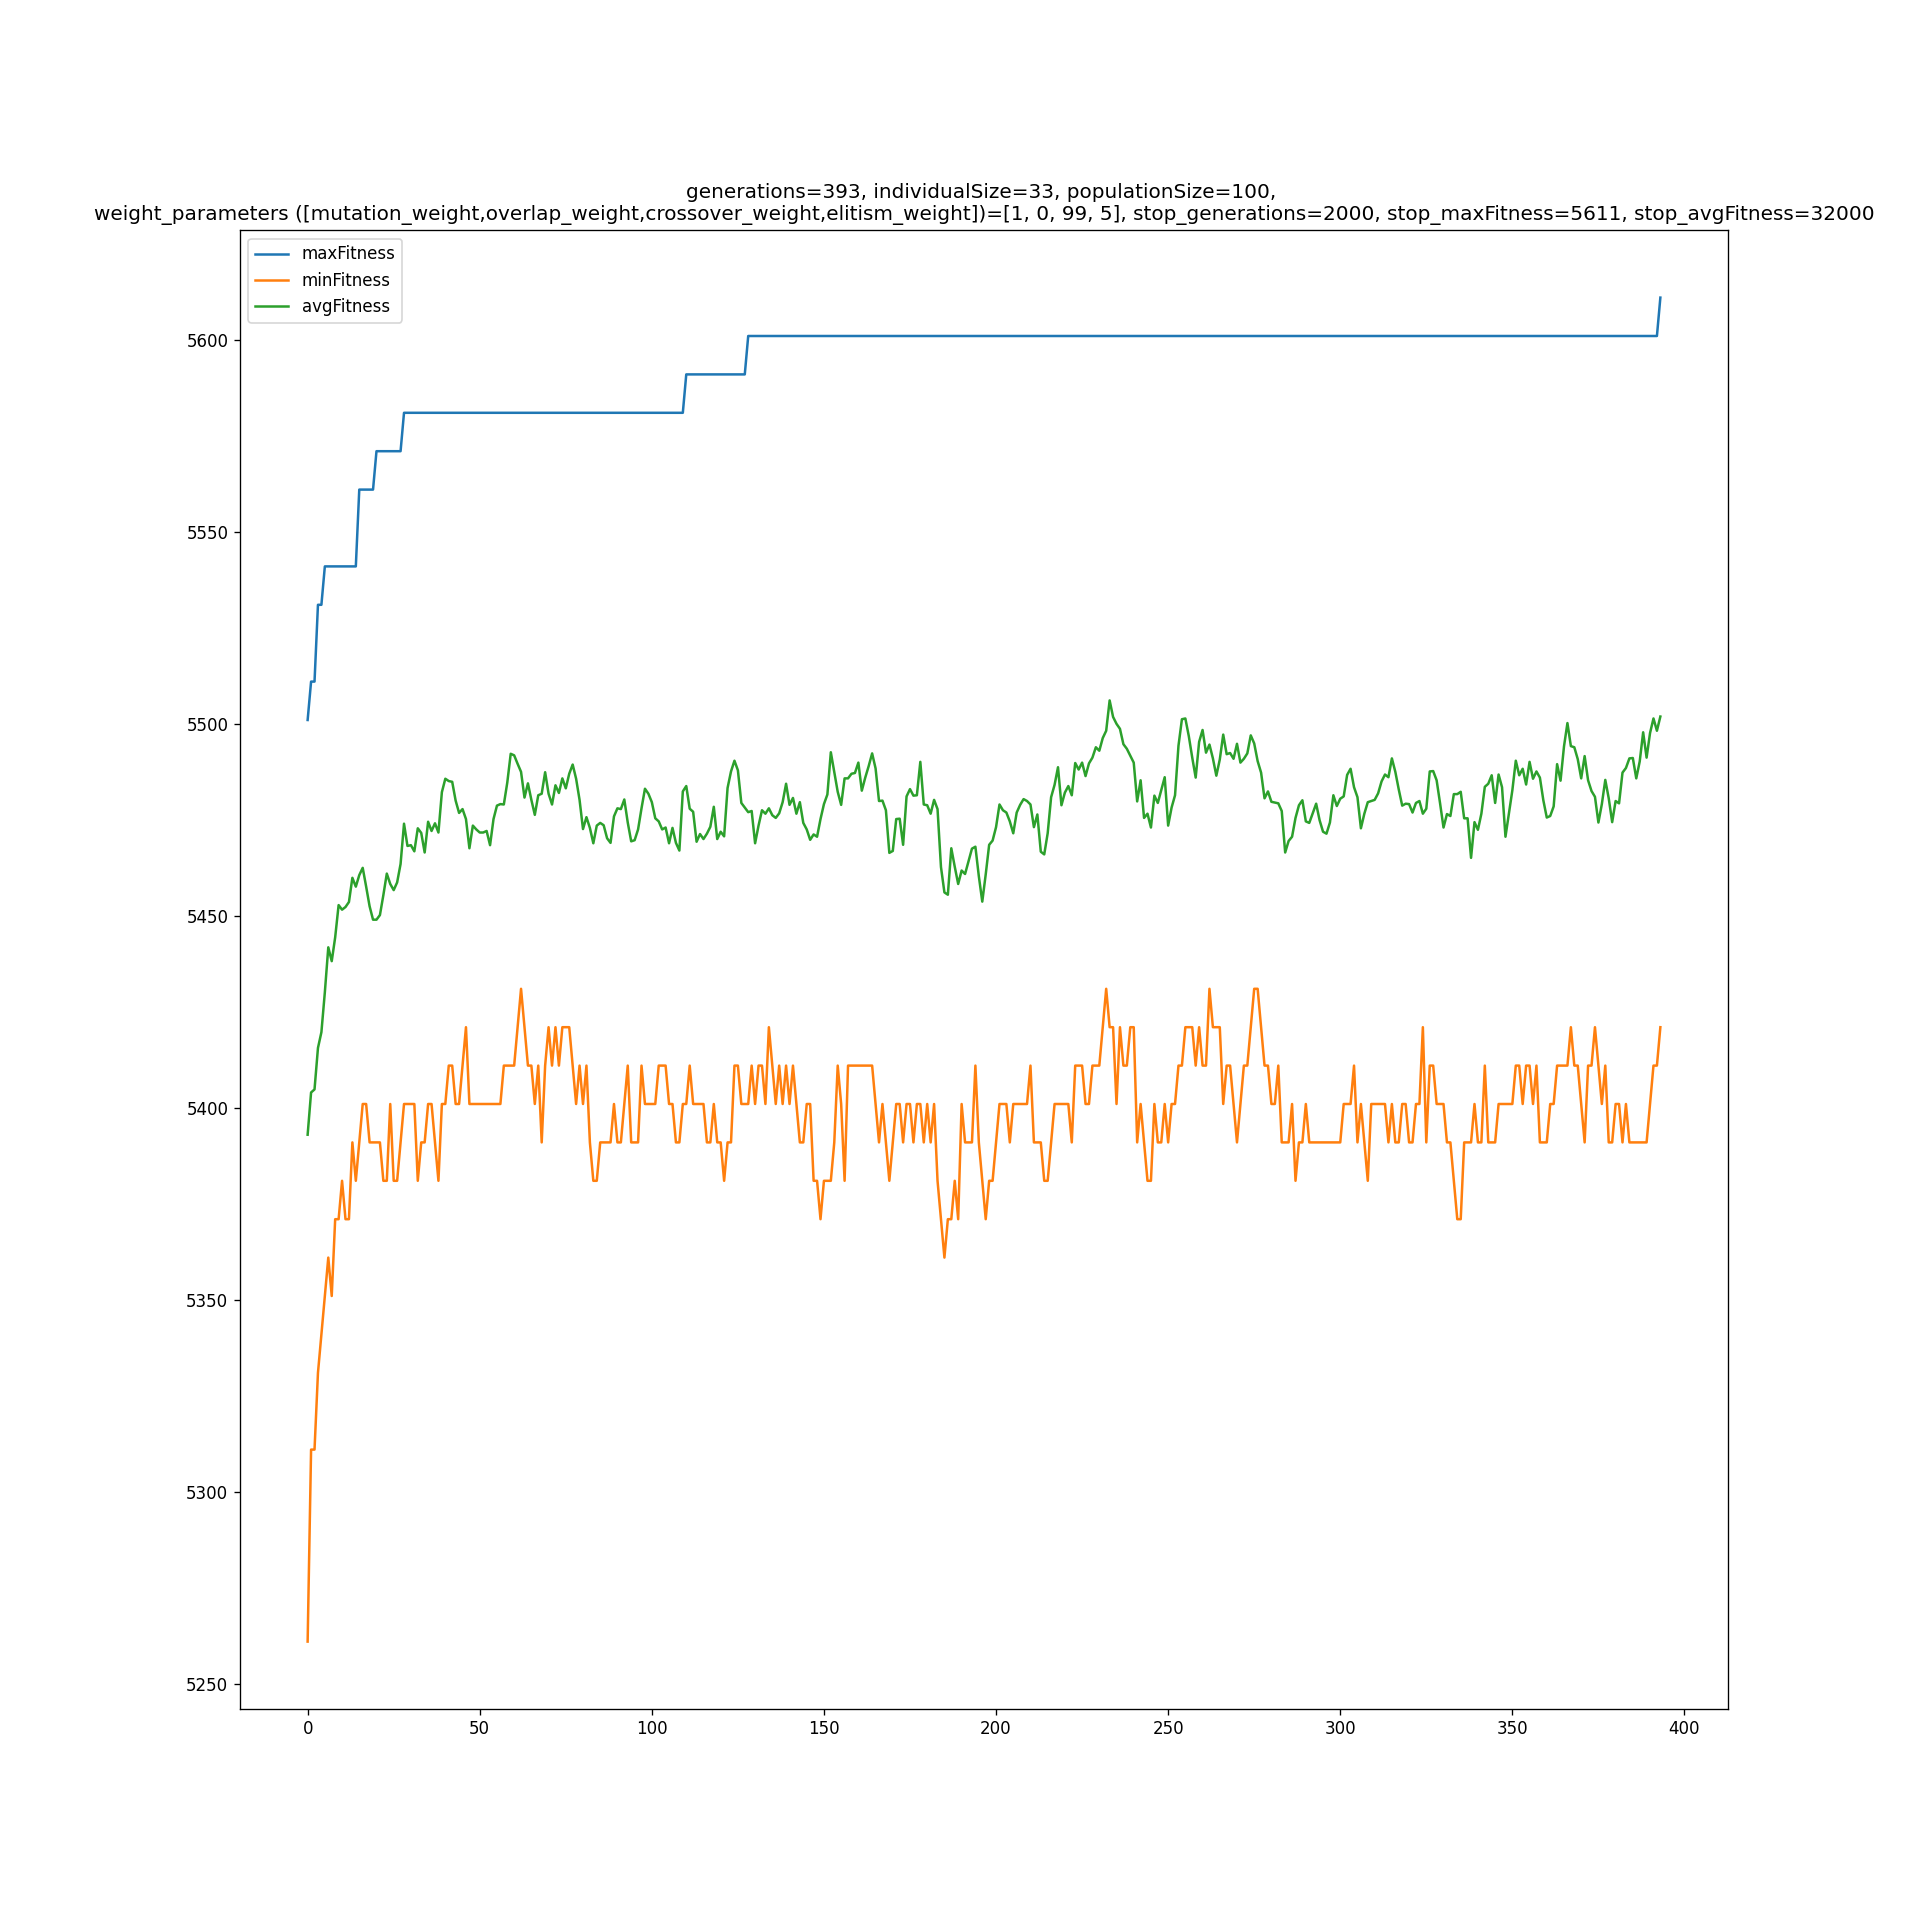 generations=393, individualSize=33, populationSize=100,
weight_parameters ([mutation_weight,overlap_weight,crossover_weight,elitism_weight])=[1, 0, 99, 5], stop_generations=2000, stop_maxFitness=5611, stop_avgFitness=32000
maxFitness
minFitness
avgFitness
5600
5550
5500
5450
5400
5350
5300
5250
0 50 100 150 200 250 300 350 400